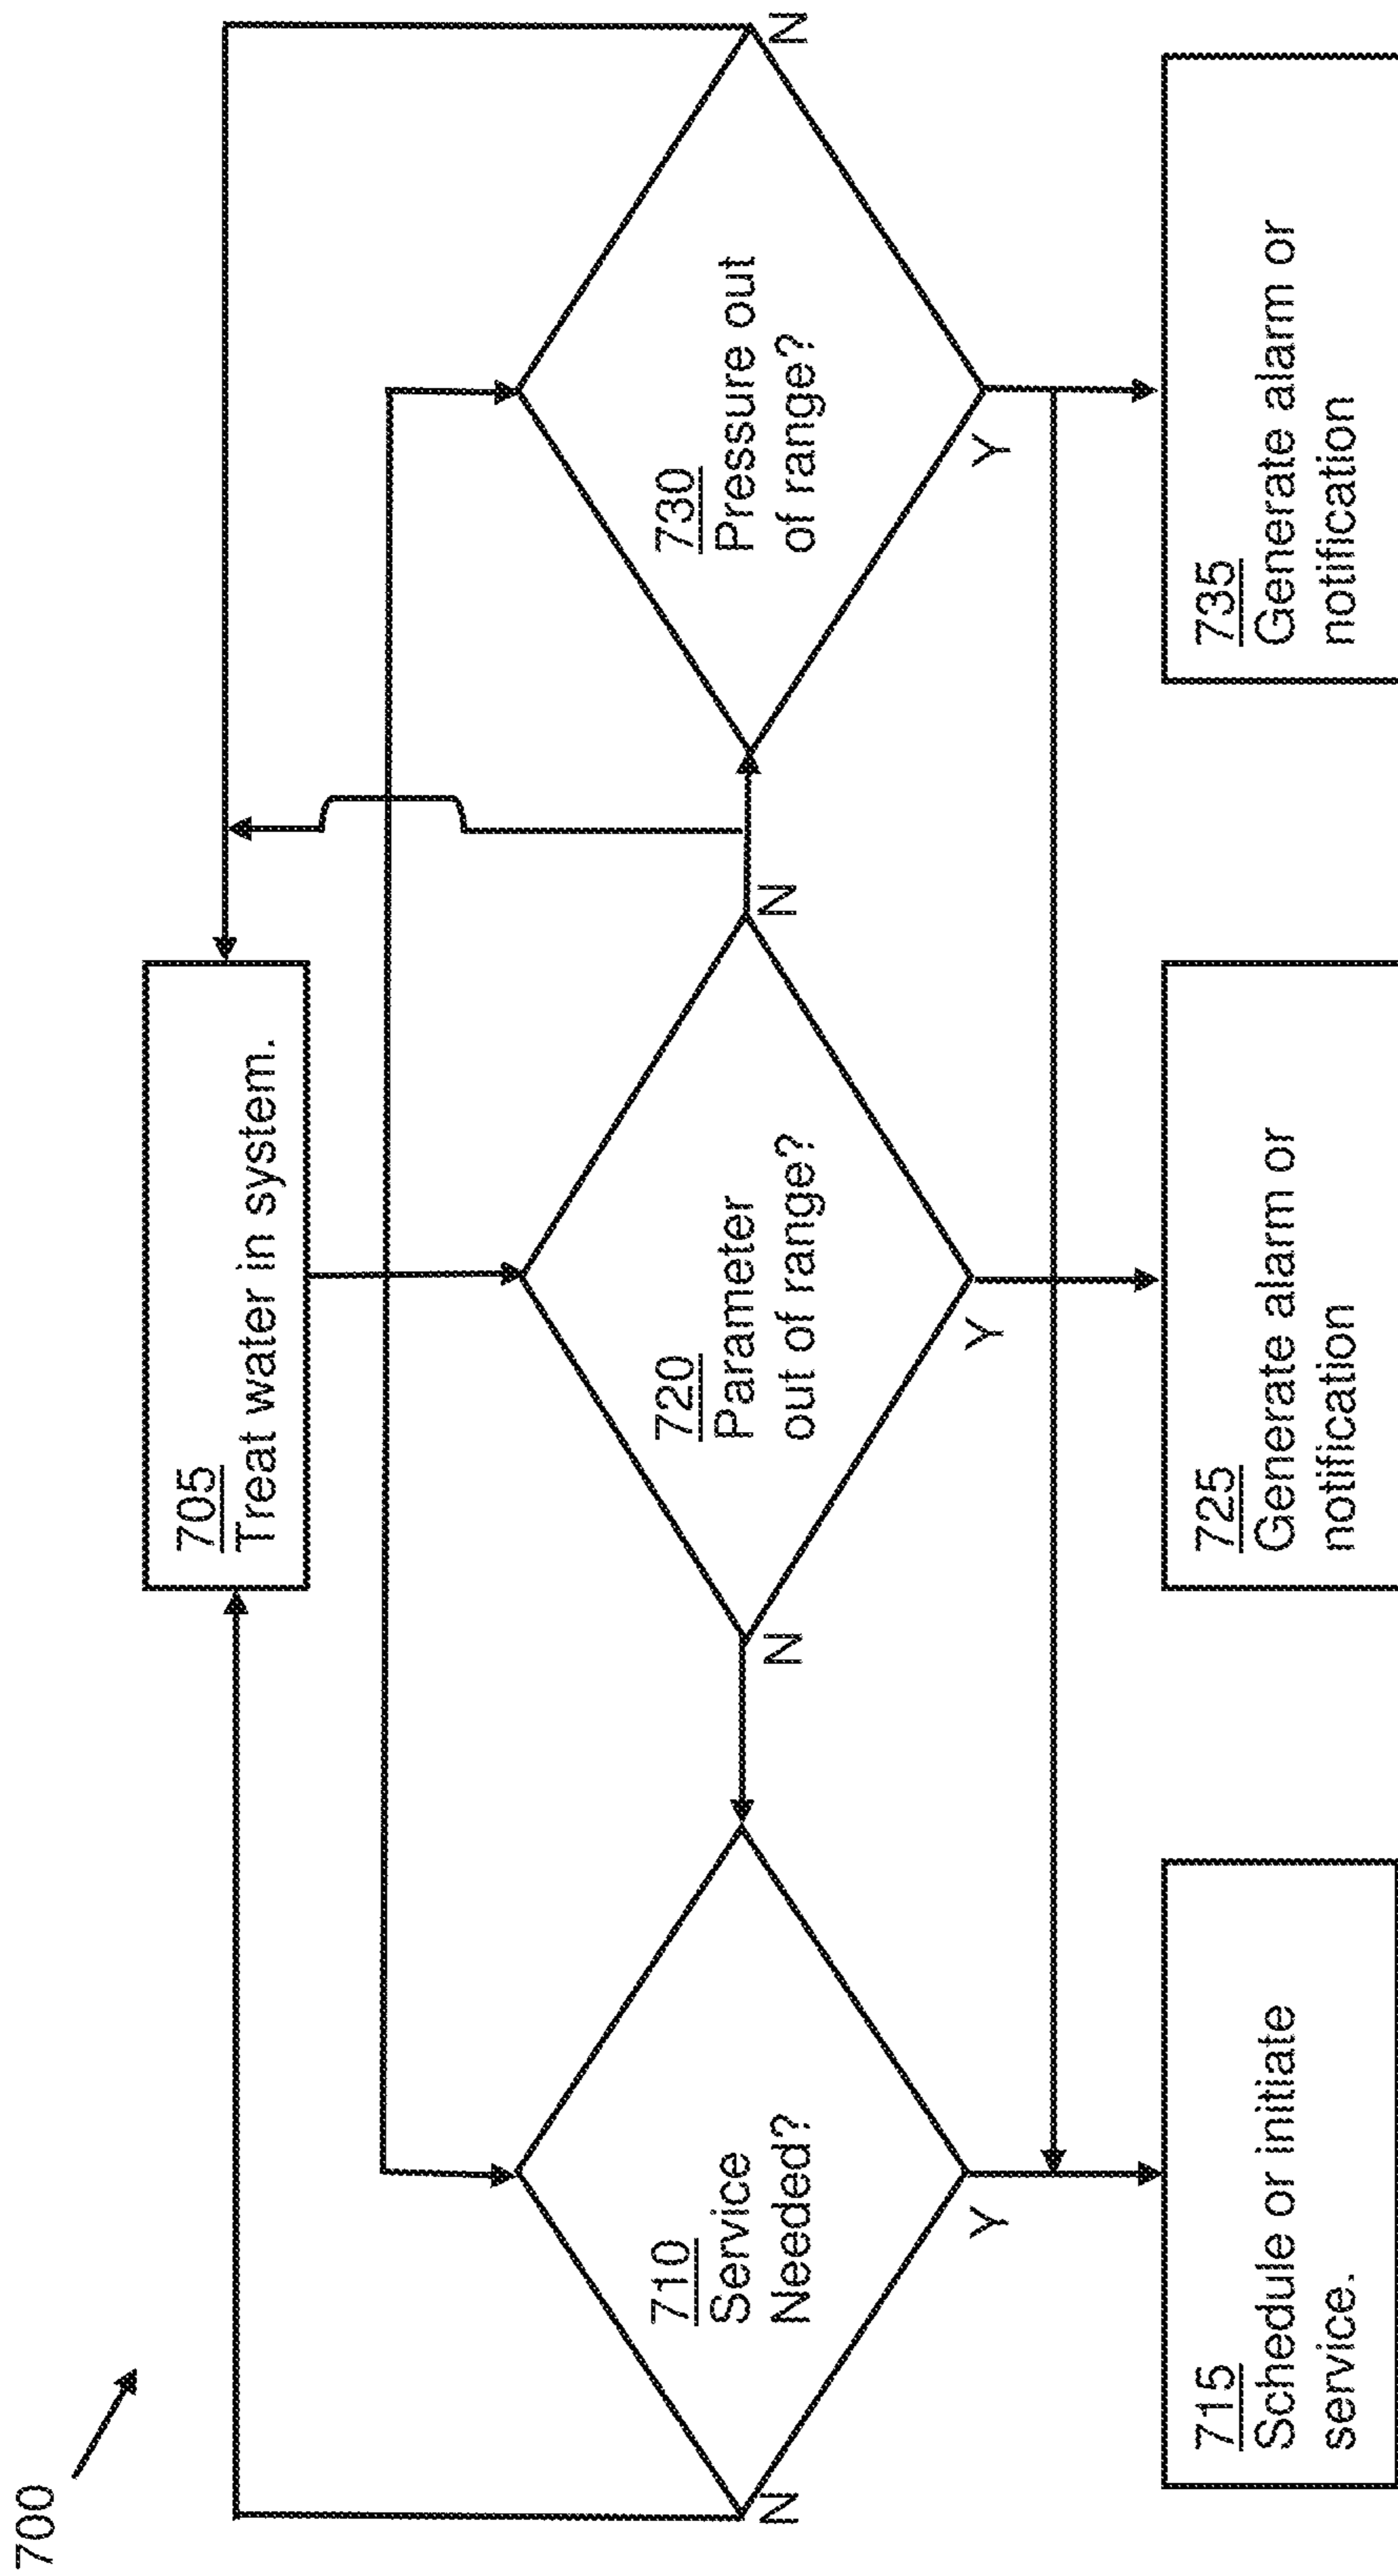 700
705
Treat water in system.
N
710
Service
Needed?
Y
N
720
Parameter
out of range?
N
Y
730
Pressure out
of range?
N
Y
715
Schedule or initiate
service.
725
Generate alarm or
notification
735
Generate alarm or
notification